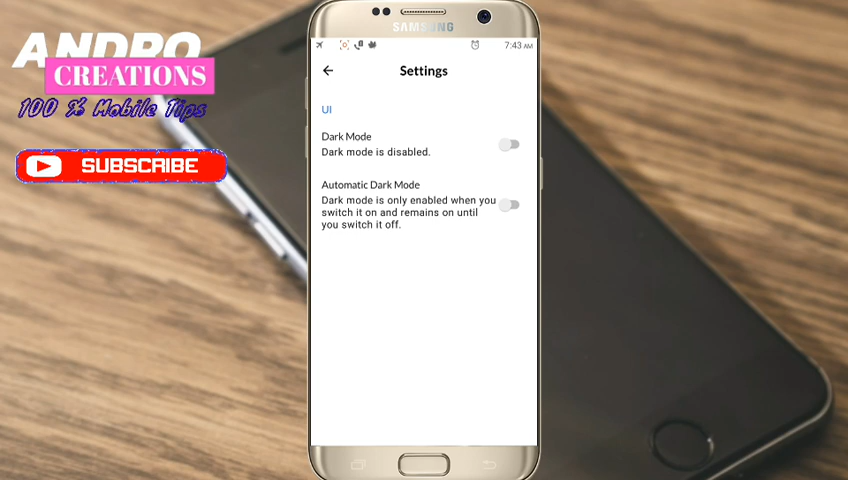 ANDRO
CREATIONS
100 % Mobile Tips
SUBSCRIBE
SAMSUNG
7:43 AM
Settings
UI
Dark Mode
Dark mode is disabled.
Automatic Dark Mode
Dark mode is only enabled when you
switch it on and remains on until
you switch it off.